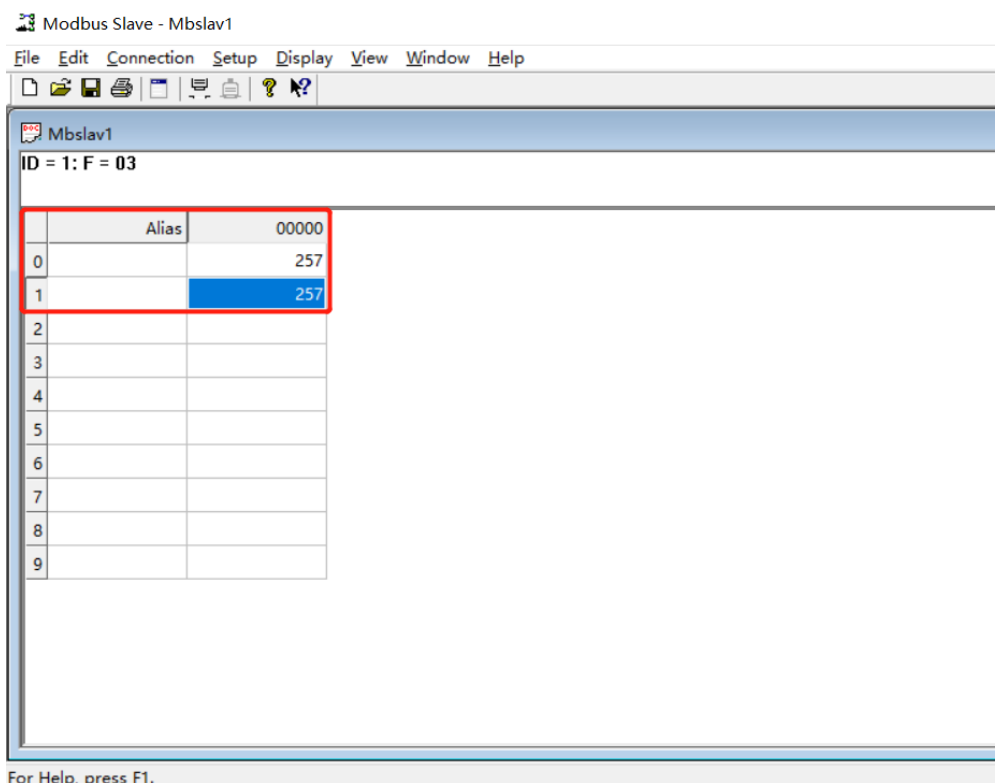 Modbus Slave - Mbslav1
File Edit Connection Setup Display View Window Help
Mbslav1
ID = 1: F = 03
Alias 00000
0 257
1 257
2
3
4
5
6
7
8
9
For Help, press F1.